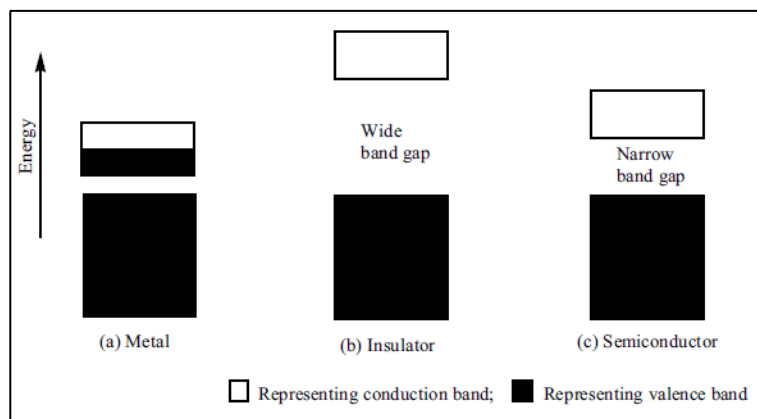 Energy
Wide
band gap
Narrow
band gap
(a) Metal
(b) Insulator
(c) Semiconductor
Representing conduction band;
Representing valence band